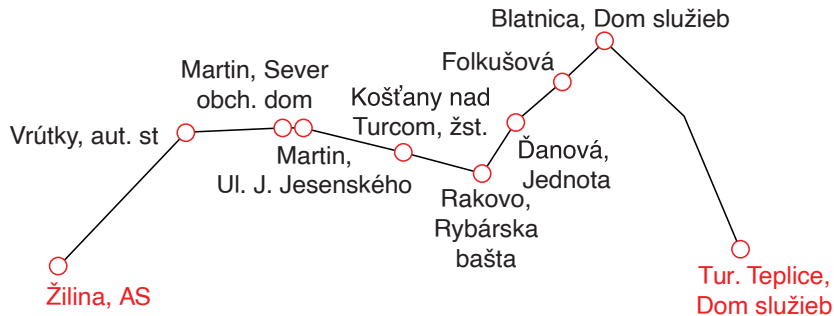 Blatnica, Dom služieb
Folkušová
Martin, Sever
obch. dom
Košťany nad
Turcom, žst.
Vrútky, aut. st
Martin,
Ul. J. Jesenského
Ďanová,
Jednota
Rakovo,
Rybárska
bašta
Žilina, AS
Tur. Teplice,
Dom služieb